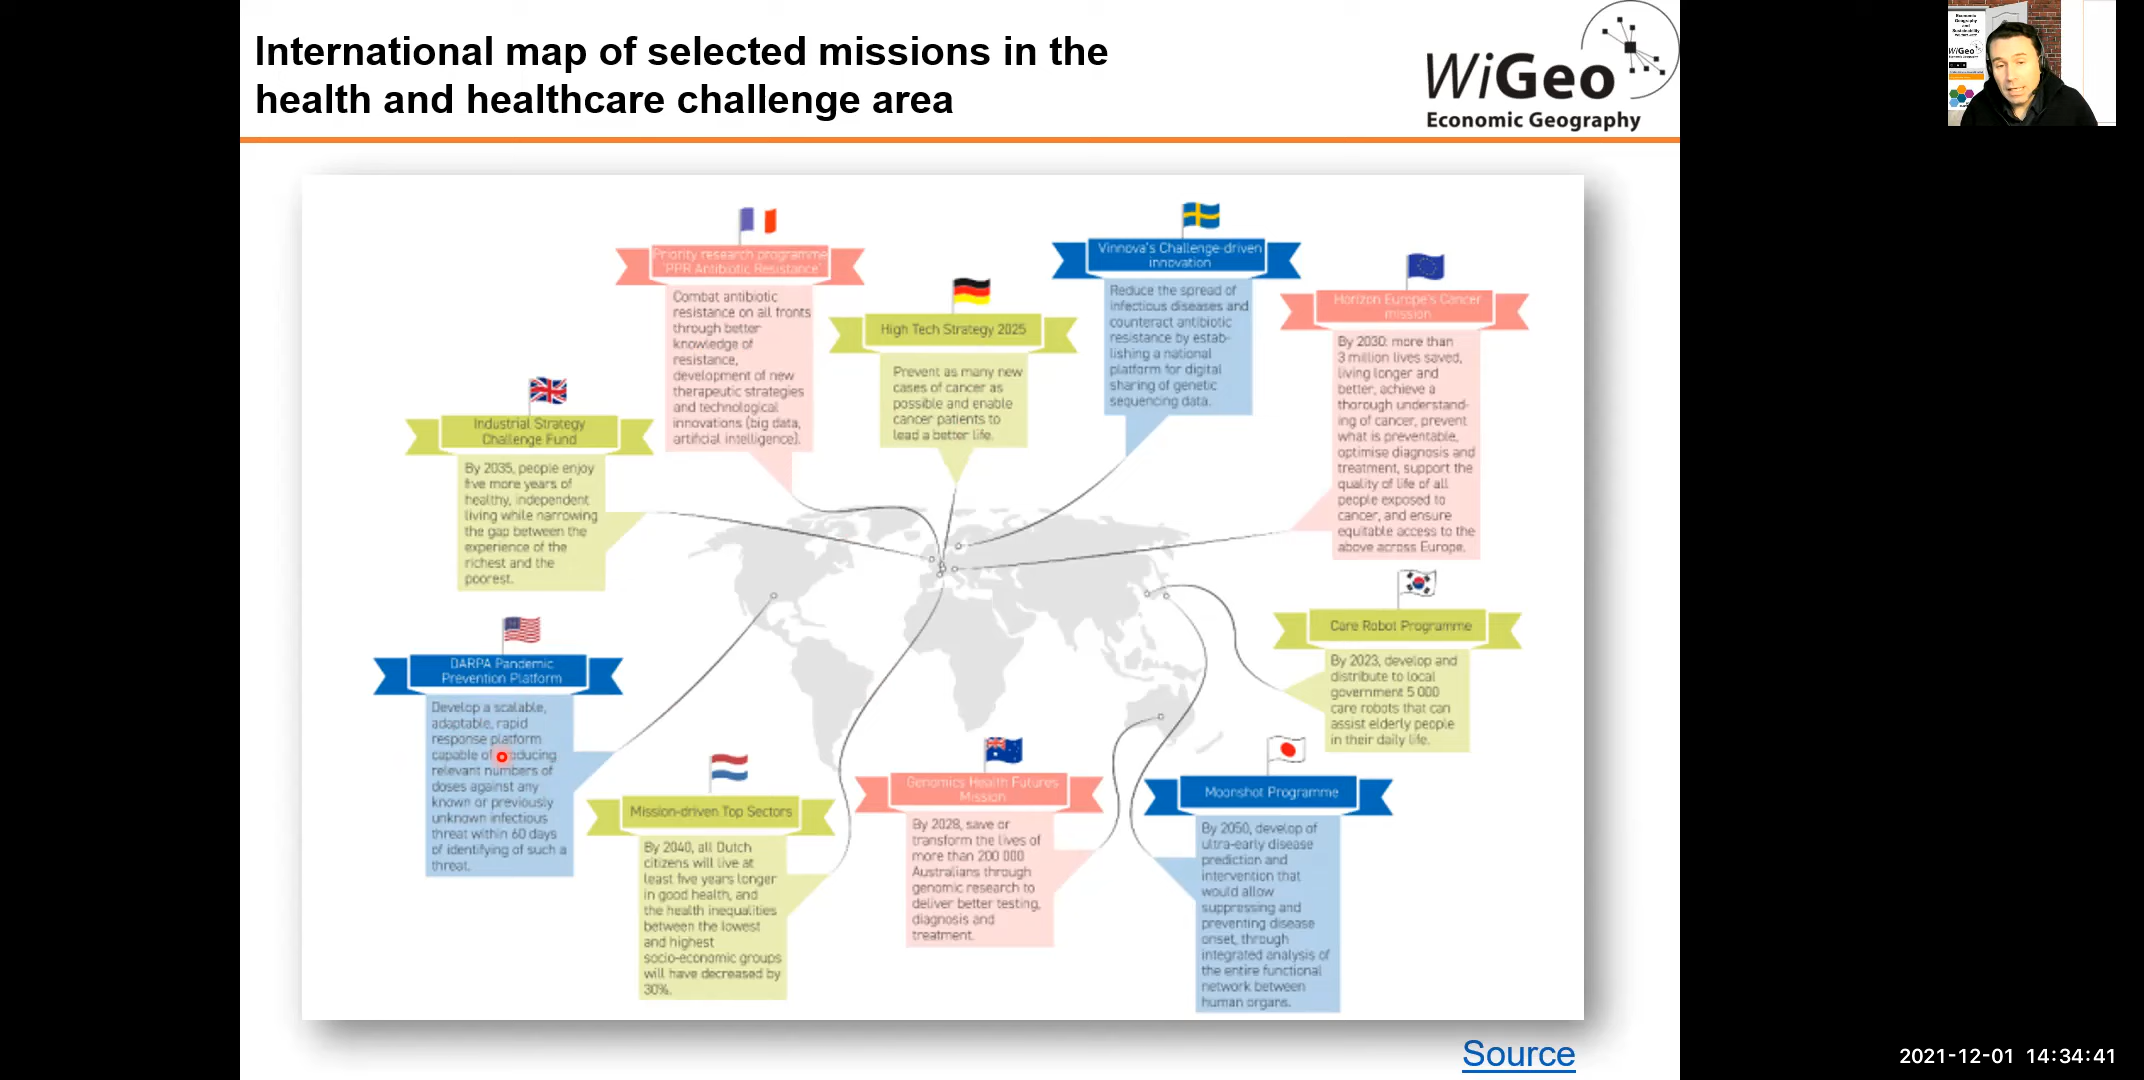 International map of selected missions in the
health and healthcare challenge area
WiGeo
Economic Geography
Priority research programme
'PPR Antibiotic Resistance'
Combat antibiotic
resistance on all fronts
through better
knowledge of
resistance,
development of new
therapeutic strategies
and technological
innovations (big data,
artificial intelligence).
High Tech Strategy 2025
Prevent as many new
cases of cancer as
possible and enable
cancer patients to
lead a better life.
Vinnova's Challenge-driven
innovation
Reduce the spread of
infectious diseases and
counteract antibiotic
resistance by estab-
lishing a national
platform for digital
sharing of genetic
sequencing data.
Horizon Europe's Cancer
mission
By 2030: more than
3 million lives saved,
living longer and
better, achieve a
thorough understand-
ing of cancer, prevent
what is preventable,
optimise diagnosis and
treatment, support the
quality of life of all
people exposed to
cancer, and ensure
equitable access to the
above across Europe.
Industrial Strategy
Challenge Fund
By 2035, people enjoy
five more years of
healthy, independent
living while narrowing
the gap between the
experience of the
richest and the
poorest.
Care Robot Programme
By 2023, develop and
distribute to local
government 5 000
care robots that can
assist elderly people
in their daily life.
DARPA Pandemic
Prevention Platform
Develop a scalable,
adaptable, rapid
response platform
capable of producing
relevant numbers of
doses against any
known or previously
unknown infectious
threat within 60 days
of identifying of such a
threat.
Mission-driven Top Sectors
By 2040, all Dutch
citizens will live at
least five years longer
in good health, and
the health inequalities
between the lowest
and highest
socio-economic groups
will have decreased by
30%.
Genomics Health Futures
Mission
By 2028, save or
transform the lives of
more than 200 000
Australians through
genomic research to
deliver better testing,
diagnosis and
treatment.
Moonshot Programme
By 2050, develop of
ultra-early disease
prediction and
intervention that
would allow
suppressing and
preventing disease
onset, through
integrated analysis of
the entire functional
network between
human organs.
Source
Economic
Geography
and
Sustainability
WiGeo
2021-12-01 14:34:41